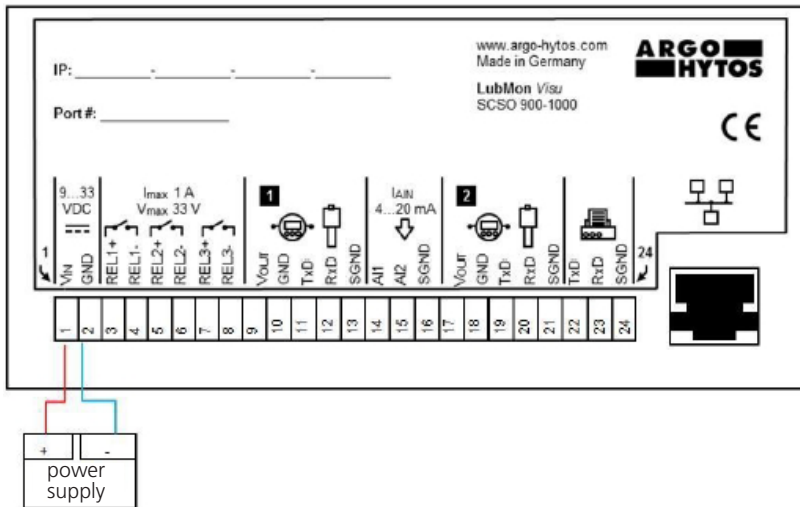 IP: ____________-____________-____________-____________
Port #: ____________________
www.argo-hytos.com
Made in Germany
LubMon Visu
SCSO 900-1000
ARGO
HYTOS
CE
9...33
VDC
Imax 1 A
Vmax 33 V
1
IAIN
4...20 mA
2
1
VIN
GND
REL1+
REL1-
REL2+
REL2-
REL3+
REL3-
VOUT
GND
TxD
RxD
SGND
AI1
AI2
SGND
VOUT
GND
TxD
RxD
SGND
TxD
RxD
SGND
24
1 2 3 4 5 6 7 8 9 10 11 12 13 14 15 16 17 18 19 20 21 22 23 24
+ -
power
supply